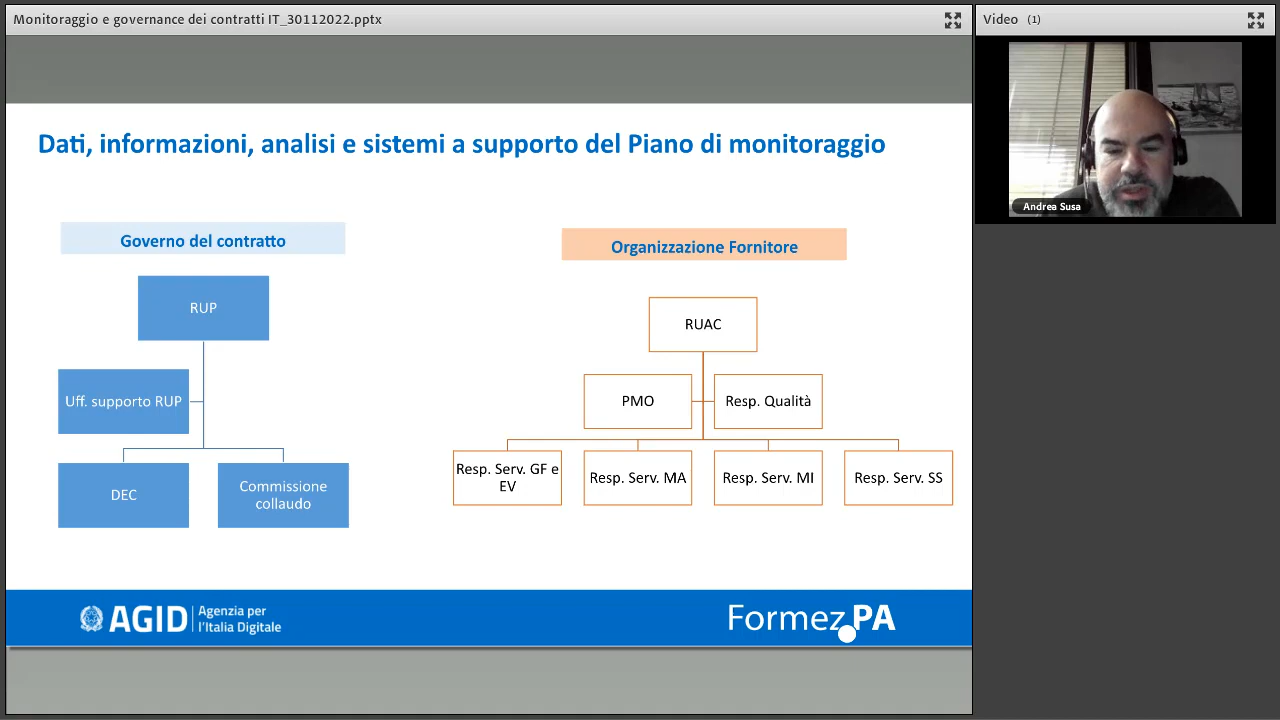 Monitoraggio e governance dei contratti IT_30112022.pptx
Video (1)
Andrea Susa
Dati, informazioni, analisi e sistemi a supporto del Piano di monitoraggio
Governo del contratto
RUP
Uff. supporto RUP
DEC
Commissione
collaudo
Organizzazione Fornitore
RUAC
PMO
Resp. Qualità
Resp. Serv. GF e
EV
Resp. Serv. MA
Resp. Serv. MI
Resp. Serv. SS
AGID
Agenzia per
l'Italia Digitale
Formez PA